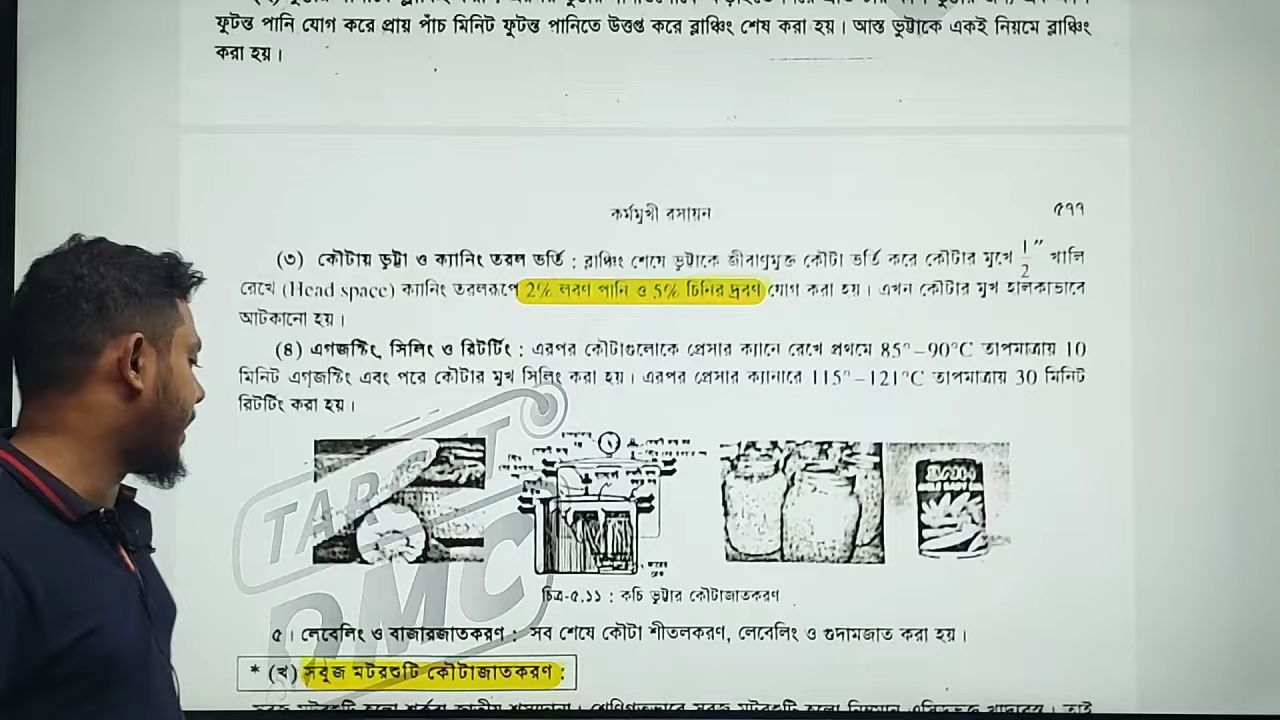 ফুটন্ত পানি যোগ করে প্রায় পাঁচ মিনিট ফুটন্ত পানিতে উত্তপ্ত করে ব্লাঞ্চিং শেষ করা হয়। আস্ত ভুট্টাকে একই নিয়মে ব্লাঞ্চিং
করা হয়।
কর্মমুখী রসায়ন
৫৭৭
(৩) কৌটায় ভুট্টা ও ক্যানিং তরল ভর্তি : ব্লাঞ্চিং শেষে ভুট্টাকে জীবাণুমুক্ত কৌটা ভর্তি করে কৌটার মুখে 1/2" খালি
রেখে (Head space) ক্যানিং তরলরূপে 2% লবণ পানি ও 5% চিনির দ্রবণ যোগ করা হয়। এখন কৌটার মুখ হালকাভাবে
আটকানো হয়।
(৪) এগজস্টিং, সিলিং ও রিটর্টিং : এরপর কৌটাগুলোকে প্রেসার ক্যানে রেখে প্রথমে 85°–90°C তাপমাত্রায় 10
মিনিট এগজস্টিং এবং পরে কৌটার মুখ সিলিং করা হয়। এরপর প্রেসার ক্যানারে 115°–121°C তাপমাত্রায় 30 মিনিট
রিটর্টিং করা হয়।
TARGET
DMC
চিত্র-৫.১১ : কচি ভুট্টার কৌটাজাতকরণ
৫। লেবেলিং ও বাজারজাতকরণ : সব শেষে কৌটা শীতলকরণ, লেবেলিং ও গুদামজাত করা হয়।
* (খ) সবুজ মটরশুটি কৌটাজাতকরণ :